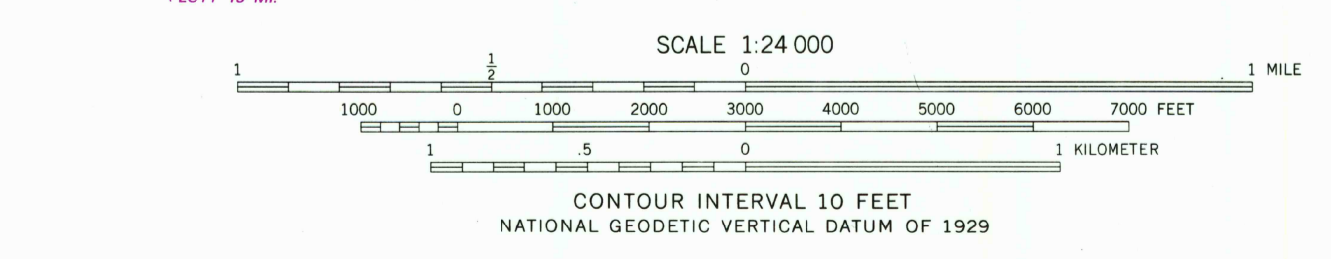 SCALE 1:24 000
1 1/2 0 1 MILE
1000 0 1000 2000 3000 4000 5000 6000 7000 FEET
1 .5 0 1 KILOMETER
CONTOUR INTERVAL 10 FEET
NATIONAL GEODETIC VERTICAL DATUM OF 1929